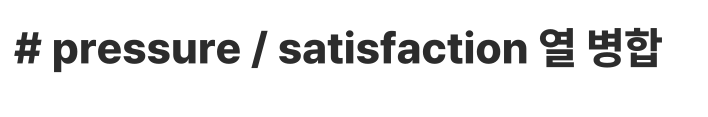 # pressure / satisfaction 열 병합